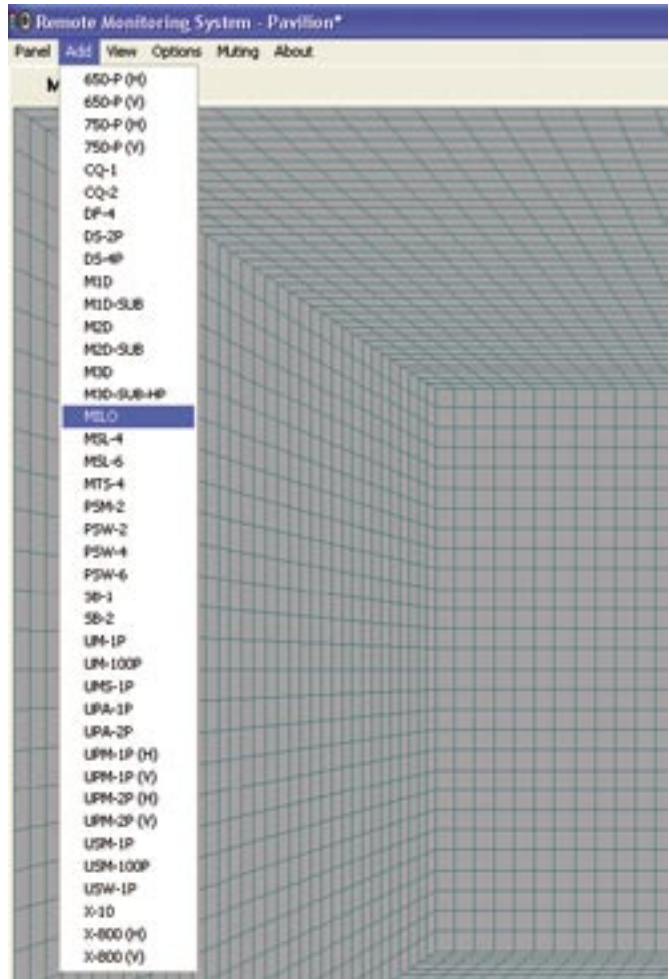 Remote Monitoring System - Pavilion*
Panel Add View Options Muting About
M
650-P (H)
650-P (V)
750-P (H)
750-P (V)
CQ-1
CQ-2
DF-4
DS-2P
DS-4P
M1D
M1D-SUB
M2D
M2D-SUB
M3D
M3D-SUB-HP
MILO
MSL-4
MSL-6
MTS-4
PSM-2
PSW-2
PSW-4
PSW-6
SB-1
SB-2
UM-1P
UM-100P
UMS-1P
UPA-1P
UPA-2P
UPM-1P (H)
UPM-1P (V)
UPM-2P (H)
UPM-2P (V)
USM-1P
USM-100P
USW-1P
X-10
X-800 (H)
X-800 (V)